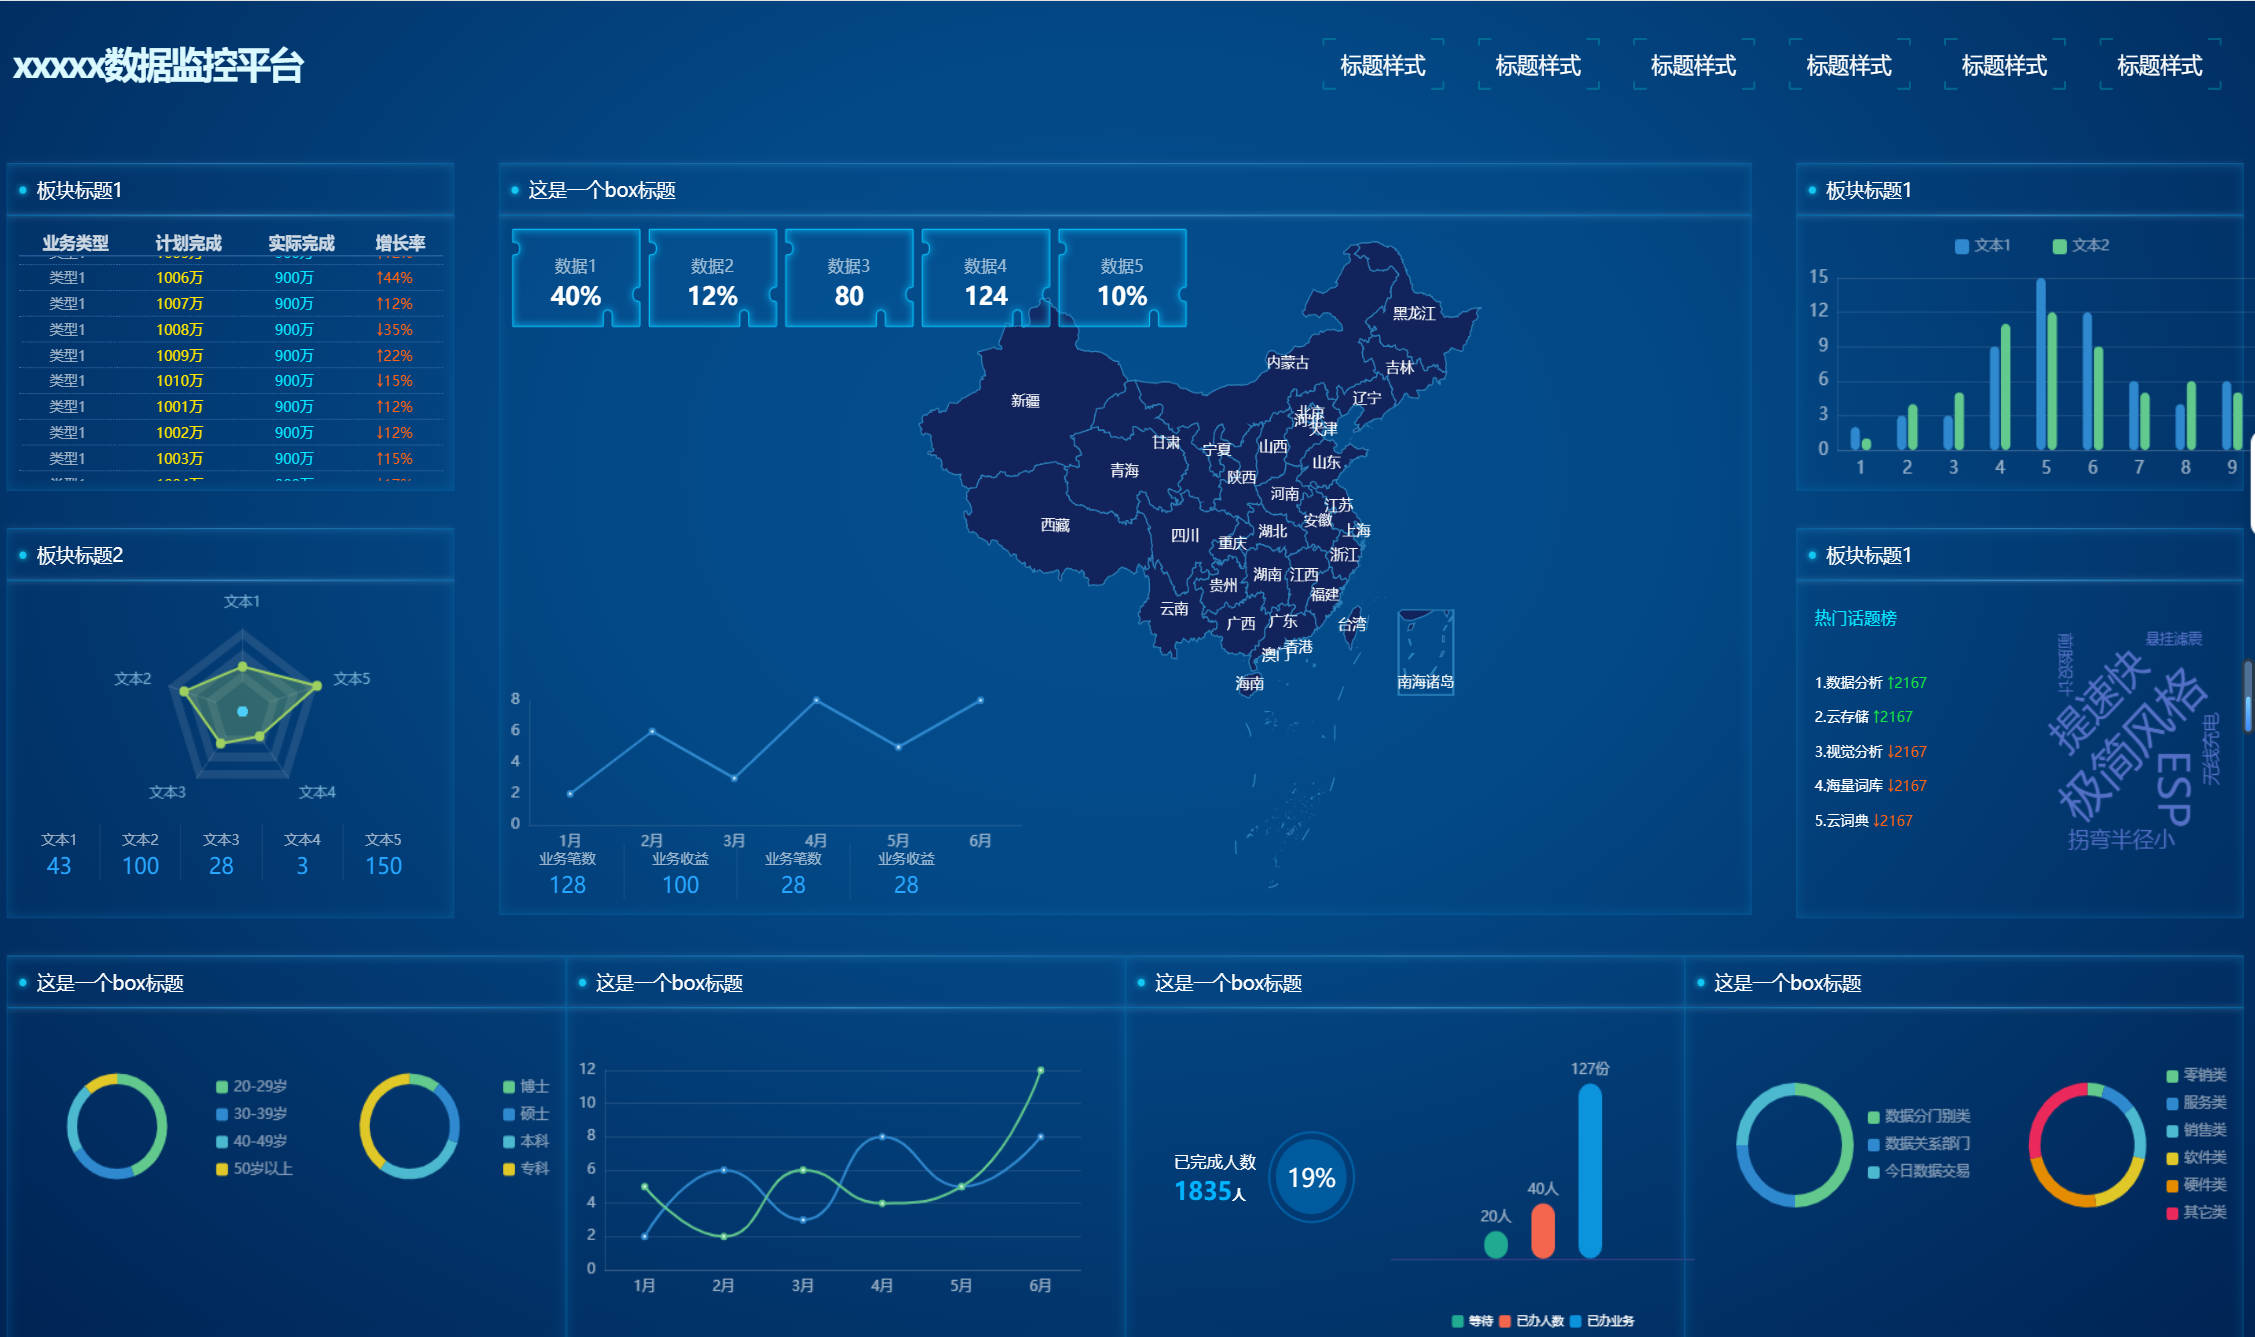 xxxxx数据监控平台
标题样式 标题样式 标题样式 标题样式 标题样式 标题样式
板块标题1
业务类型 计划完成 实际完成 增长率
类型1 1006万 900万 ↑44%
类型1 1007万 900万 ↑12%
类型1 1008万 900万 ↓35%
类型1 1009万 900万 ↑22%
类型1 1010万 900万 ↓15%
类型1 1001万 900万 ↑12%
类型1 1002万 900万 ↓12%
类型1 1003万 900万 ↑15%
板块标题2
文本1
文本2 文本5
文本3 文本4
文本1 文本2 文本3 文本4 文本5
43 100 28 3 150
这是一个box标题
数据1 数据2 数据3 数据4 数据5
40% 12% 80 124 10%
黑龙江
内蒙古
吉林
新疆
辽宁
北京
河北
天津
甘肃
宁夏
山西
青海
山东
陕西
河南
江苏
西藏
安徽
四川
湖北
上海
重庆
浙江
湖南
江西
贵州
福建
云南
广西
广东
台湾
香港
澳门
海南
南海诸岛
8
6
4
2
0
1月 2月 3月 4月 5月 6月
业务笔数 业务收益 业务笔数 业务收益
128 100 28 28
板块标题1
文本1 文本2
15
12
9
6
3
0
1 2 3 4 5 6 7 8 9
板块标题1
热门话题榜
1.数据分析 ↑2167
2.云存储 ↑2167
3.视觉分析 ↓2167
4.海量词库 ↓2167
5.云词典 ↓2167
悬挂滤震
提速快
极简风格
ESP
无线充电
拐弯半径小
这是一个box标题
20-29岁
30-39岁
40-49岁
50岁以上
博士
硕士
本科
专科
这是一个box标题
12
10
8
6
4
2
0
1月 2月 3月 4月 5月 6月
这是一个box标题
已完成人数
1835人
19%
127份
40人
20人
等待 已办人数 已办业务
这是一个box标题
数据分门别类
数据关系部门
今日数据交易
零销类
服务类
销售类
软件类
硬件类
其它类